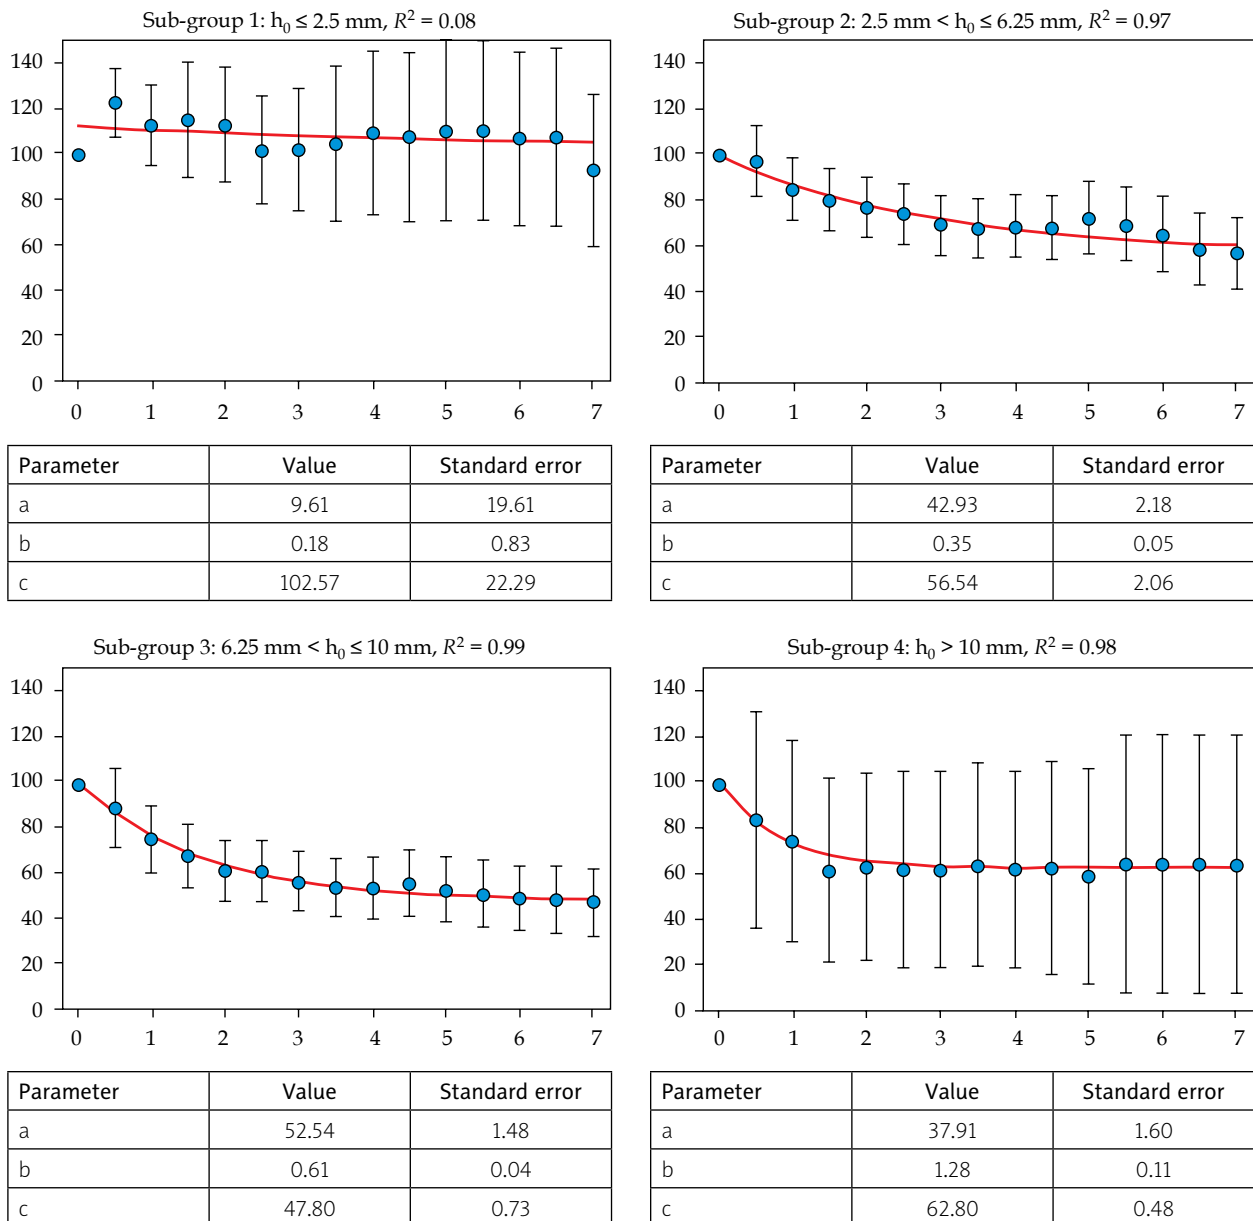 Sub-group 1: h₀ ≤ 2.5 mm, R² = 0.08
140
120
100
80
60
40
20
0
0 1 2 3 4 5 6 7
Parameter Value Standard error
a 9.61 19.61
b 0.18 0.83
c 102.57 22.29
Sub-group 2: 2.5 mm < h₀ ≤ 6.25 mm, R² = 0.97
140
120
100
80
60
40
20
0
0 1 2 3 4 5 6 7
Parameter Value Standard error
a 42.93 2.18
b 0.35 0.05
c 56.54 2.06
Sub-group 3: 6.25 mm < h₀ ≤ 10 mm, R² = 0.99
140
120
100
80
60
40
20
0
0 1 2 3 4 5 6 7
Parameter Value Standard error
a 52.54 1.48
b 0.61 0.04
c 47.80 0.73
Sub-group 4: h₀ > 10 mm, R² = 0.98
140
120
100
80
60
40
20
0
0 1 2 3 4 5 6 7
Parameter Value Standard error
a 37.91 1.60
b 1.28 0.11
c 62.80 0.48